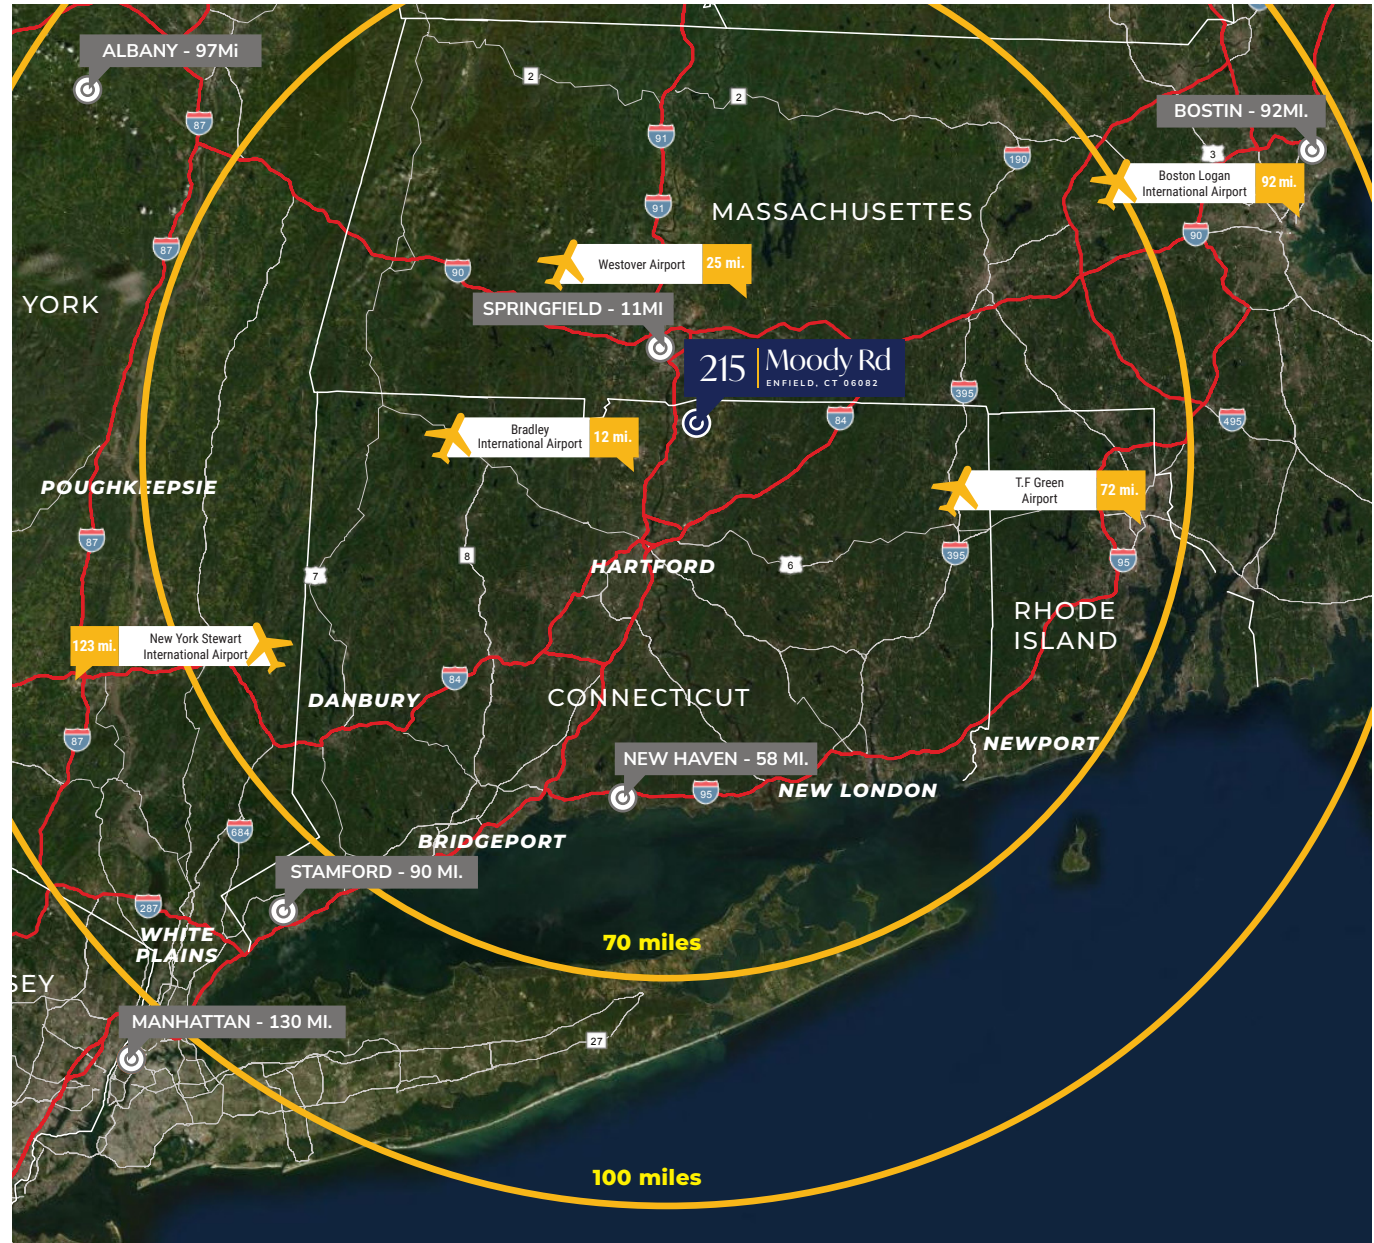 ALBANY - 97Mi
2
2
87
91
BOSTIN - 92MI.
3
190
Boston Logan
International Airport
92 mi.
91
MASSACHUSETTES
87
90
90
Westover Airport
25 mi.
YORK
SPRINGFIELD - 11MI
215
Moody Rd
ENFIELD, CT 06082
395
84
495
Bradley
International Airport
12 mi.
POUGHKEEPSIE
T.F Green
Airport
72 mi.
87
8
HARTFORD
6
395
95
7
RHODE
ISLAND
123 mi.
New York Stewart
International Airport
84
DANBURY
CONNECTICUT
87
NEWPORT
NEW HAVEN - 58 MI.
95
NEW LONDON
684
BRIDGEPORT
STAMFORD - 90 MI.
287
WHITE
PLAINS
70 miles
SEY
MANHATTAN - 130 MI.
27
100 miles